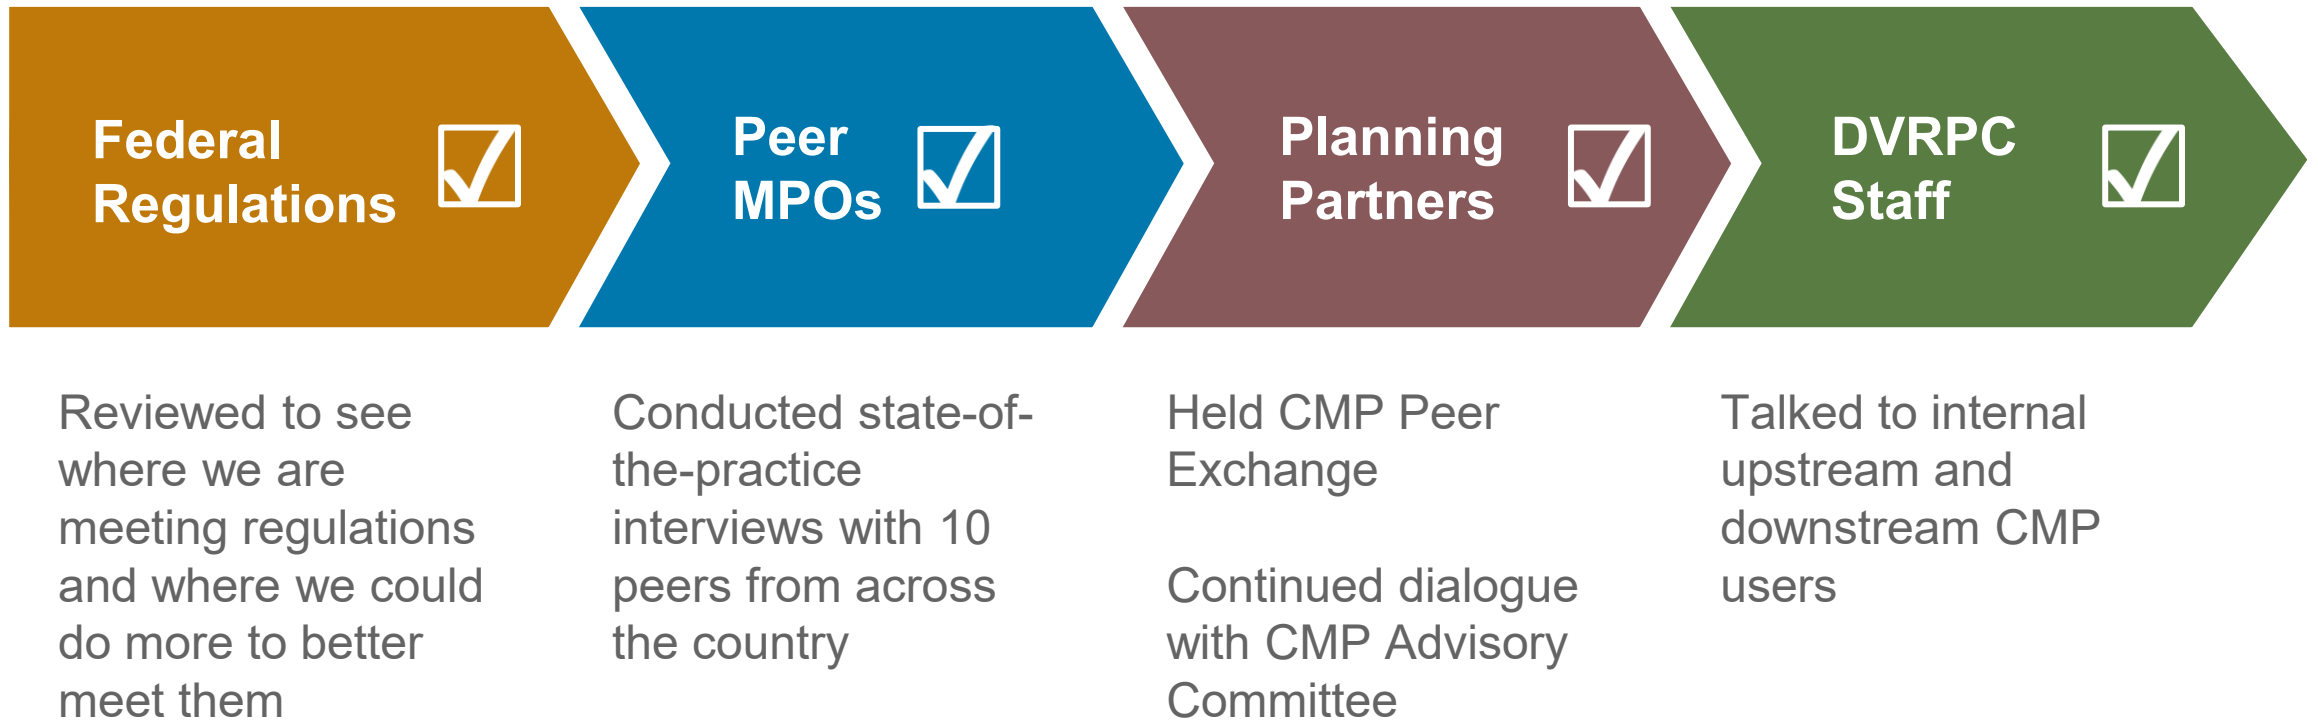 Federal
Regulations
Peer
MPOs
Planning
Partners
DVRPC
Staff
Reviewed to see
where we are
meeting regulations
and where we could
do more to better
meet them
Conducted state-of-
the-practice
interviews with 10
peers from across
the country
Held CMP Peer
Exchange
Continued dialogue
with CMP Advisory
Committee
Talked to internal
upstream and
downstream CMP
users